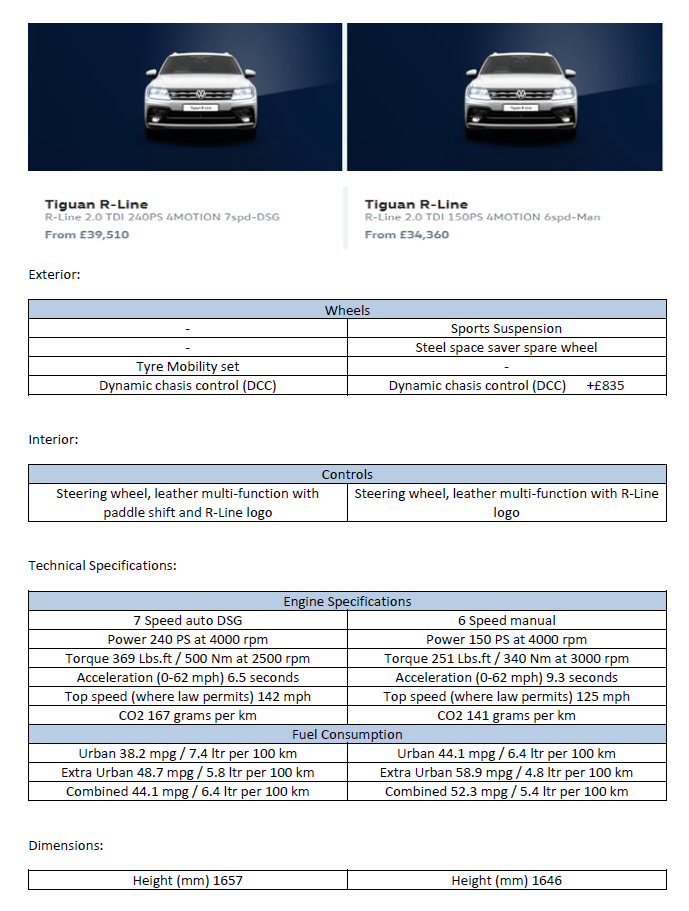 Tiguan R-Line
Tiguan R-Line
Tiguan R-Line
R-Line 2.0 TDI 240PS 4MOTION 7spd-DSG
From £39,510
Tiguan R-Line
R-Line 2.0 TDI 150PS 4MOTION 6spd-Man
From £34,360
Exterior:
Wheels
- Sports Suspension
- Steel space saver spare wheel
Tyre Mobility set -
Dynamic chasis control (DCC) Dynamic chasis control (DCC) +£835
Interior:
Controls
Steering wheel, leather multi-function with
paddle shift and R-Line logo
Steering wheel, leather multi-function with R-Line
logo
Technical Specifications:
Engine Specifications
7 Speed auto DSG 6 Speed manual
Power 240 PS at 4000 rpm Power 150 PS at 4000 rpm
Torque 369 Lbs.ft / 500 Nm at 2500 rpm Torque 251 Lbs.ft / 340 Nm at 3000 rpm
Acceleration (0-62 mph) 6.5 seconds Acceleration (0-62 mph) 9.3 seconds
Top speed (where law permits) 142 mph Top speed (where law permits) 125 mph
CO2 167 grams per km CO2 141 grams per km
Fuel Consumption
Urban 38.2 mpg / 7.4 ltr per 100 km Urban 44.1 mpg / 6.4 ltr per 100 km
Extra Urban 48.7 mpg / 5.8 ltr per 100 km Extra Urban 58.9 mpg / 4.8 ltr per 100 km
Combined 44.1 mpg / 6.4 ltr per 100 km Combined 52.3 mpg / 5.4 ltr per 100 km
Dimensions:
Height (mm) 1657 Height (mm) 1646